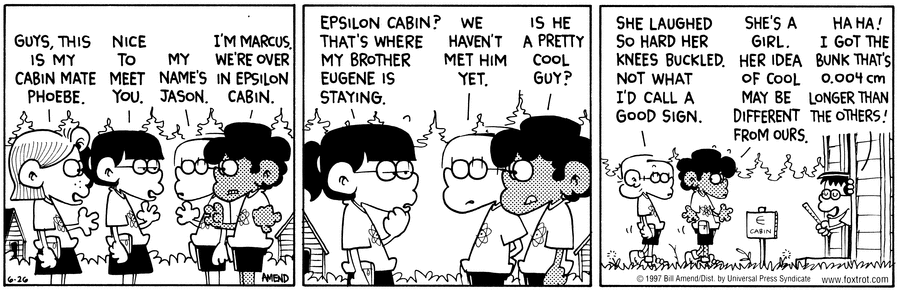 GUYS, THIS
IS MY
CABIN MATE
PHOEBE.
NICE
TO
MEET
YOU.
MY
NAME'S
JASON.
I'M MARCUS.
WE'RE OVER
IN EPSILON
CABIN.
6-26
AMEND
EPSILON CABIN?
THAT'S WHERE
MY BROTHER
EUGENE IS
STAYING.
WE
HAVEN'T
MET HIM
YET.
IS HE
A PRETTY
COOL
GUY?
SHE LAUGHED
SO HARD HER
KNEES BUCKLED.
NOT WHAT
I'D CALL A
GOOD SIGN.
SHE'S A
GIRL.
HER IDEA
OF COOL
MAY BE
DIFFERENT
FROM OURS.
HA HA!
I GOT THE
BUNK THAT'S
0.004 cm
LONGER THAN
THE OTHERS!
∈
CABIN
© 1997 Bill Amend/Dist. by Universal Press Syndicate
www.foxtrot.com